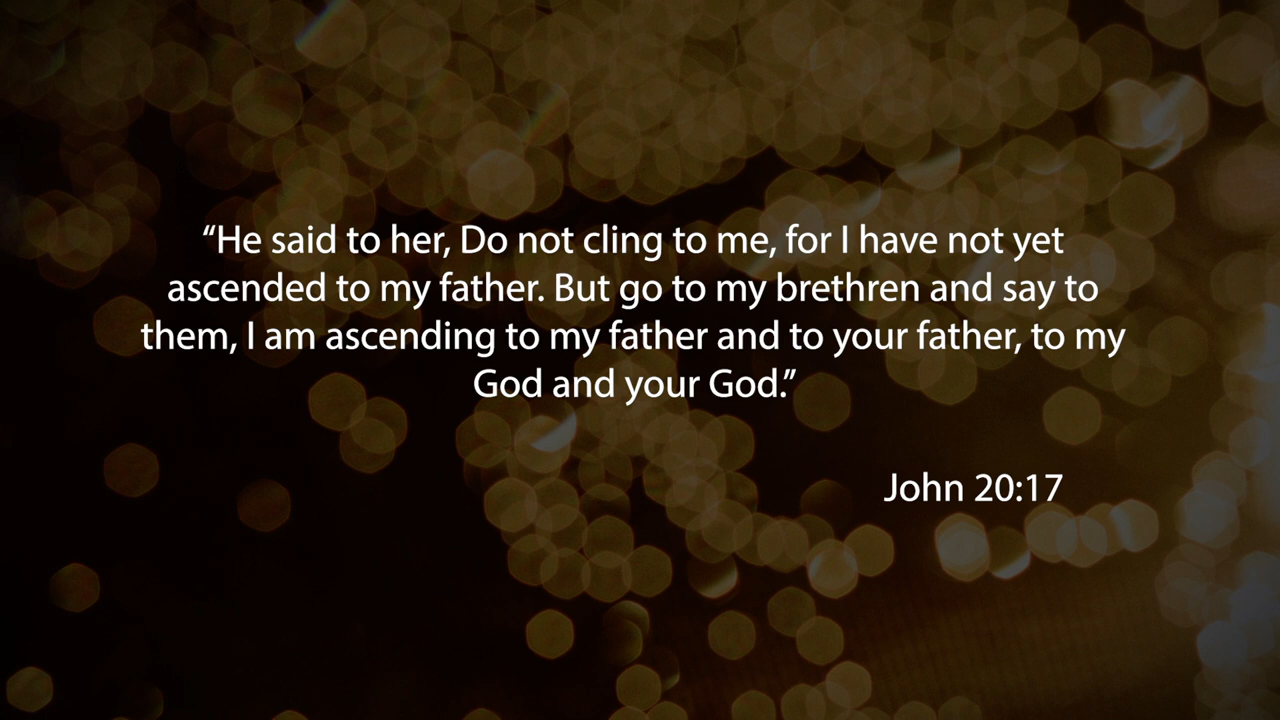 “He said to her, Do not cling to me, for I have not yet
ascended to my father. But go to my brethren and say to
them, I am ascending to my father and to your father, to my
God and your God.”
John 20:17